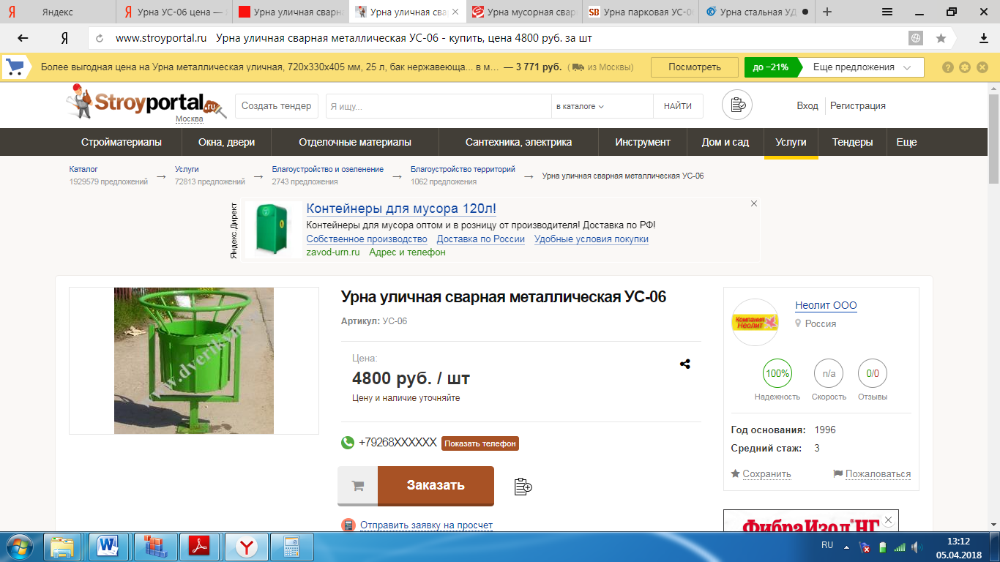 Яндекс
Урна УС-06 цена —
Урна уличная сварна
Урна уличная сва
Урна мусорная свар
Урна парковая УС-0
Урна стальная УД
www.stroyportal.ru Урна уличная сварная металлическая УС-06 - купить, цена 4800 руб. за шт
Более выгодная цена на Урна металлическая уличная, 720х330х405 мм, 25 л, бак нержавеюща... в м... — 3 771 руб. (из Москвы)
Посмотреть
до −21%
Еще предложения
Stroyportal.ru
Москва
Создать тендер
Я ищу...
в каталоге
НАЙТИ
Вход
Регистрация
Стройматериалы
Окна, двери
Отделочные материалы
Сантехника, электрика
Инструмент
Дом и сад
Услуги
Тендеры
Еще
Каталог → Услуги → Благоустройство и озеленение → Благоустройство территорий → Урна уличная сварная металлическая УС-06
1929579 предложений 72813 предложений 2743 предложения 1062 предложения
Яндекс Директ
Контейнеры для мусора 120л!
Контейнеры для мусора оптом и в розницу от производителя! Доставка по РФ!
Собственное производство Доставка по России Удобные условия покупки
zavod-urn.ru Адрес и телефон
www.dverik
Урна уличная сварная металлическая УС-06
Артикул: УС-06
Цена:
4800 руб. / шт
Цену и наличие уточняйте
+79268XXXXXX Показать телефон
Заказать
Отправить заявку на просчет
Компания
Неолит
Неолит ООО
Россия
100%
n/a
0/0
Надежность
Скорость
Отзывы
Год основания: 1996
Средний стаж: 3
Сохранить
Пожаловаться
ФибраИзол®НГ
RU
13:12
05.04.2018